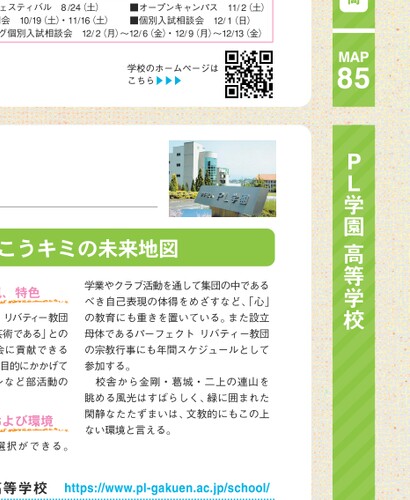 ェスティバル 8/24（土）
■オープンキャンパス 11/2（土）
会 10/19（土）・11/16（土）
■個別入試相談会 12/1（日）
グ個別入試相談会 12/2（月）～12/6（金）・12/9（月）～12/13（金）
学校のホームページは
こちら▶▶▶
MAP
85
PL学園 高等学校
PL学園
こうキミの未来地図
、特色
リバティー教団
芸術である」との
会に貢献できる
目的にかかげて
ンなど部活動の
および環境
選択ができる。
学業やクラブ活動を通して集団の中である
べき自己表現の体得をめざすなど、「心」
の教育にも重きを置いている。また設立
母体であるパーフェクト リバティー教団
の宗教行事にも年間スケジュールとして
参加する。
校舎から金剛・葛城・二上の連山を
眺める風光はすばらしく、緑に囲まれた
閑静なたたずまいは、文教的にもこの上
ない環境と言える。
高等学校 https://www.pl-gakuen.ac.jp/school/